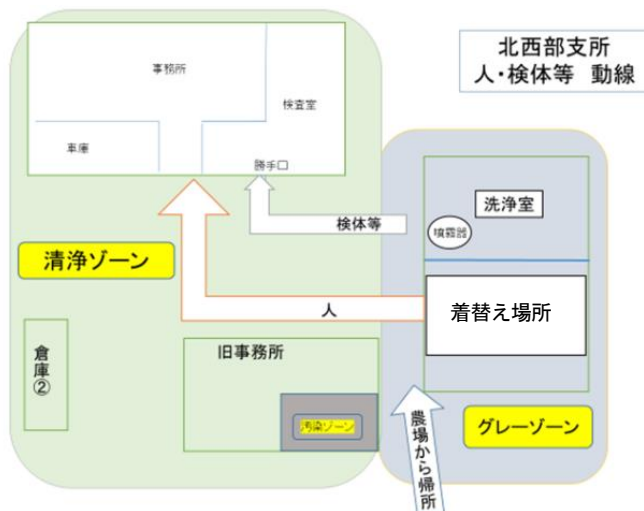 北西部支所
人・検体等 動線
事務所
検査室
車庫
勝手口
洗浄室
検体等
噴霧器
清浄ゾーン
人
着替え場所
倉庫②
旧事務所
汚染ゾーン
農場から帰所
グレーゾーン